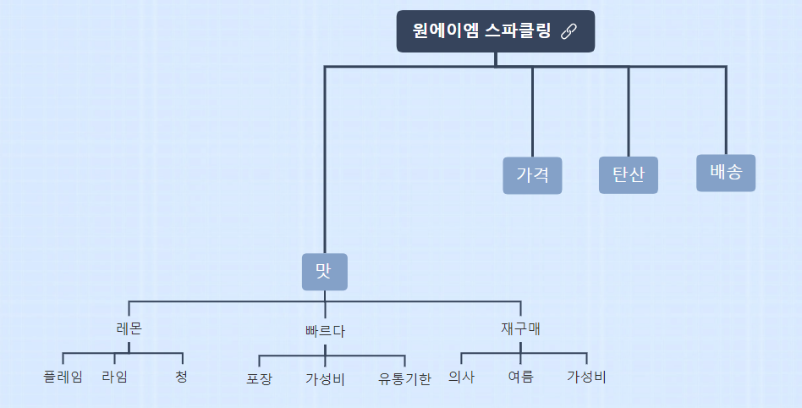 원에이엠 스파클링
가격 탄산 배송
맛
레몬 빠르다 재구매
플레임 라임 청 포장 가성비 유통기한 의사 여름 가성비